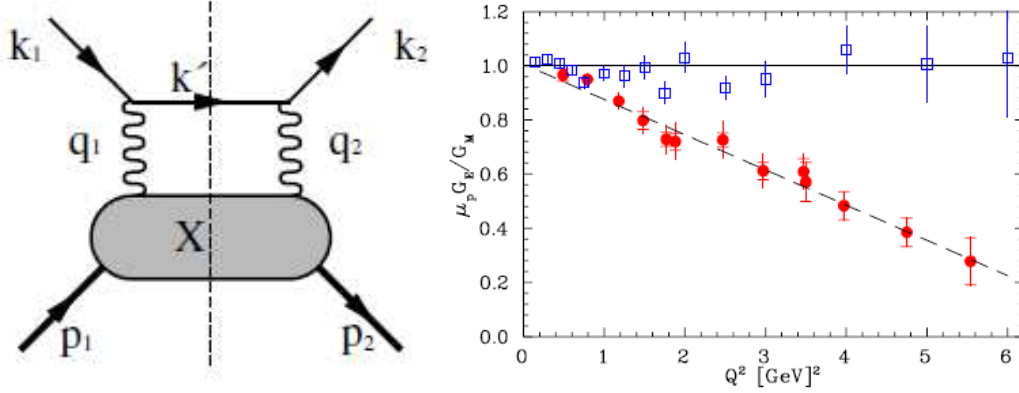 k₁
k₂
k´
q₁
q₂
X
p₁
p₂
1.2
1.0
0.8
0.6
0.4
0.2
0.0
μ_pG_E/G_M
0 1 2 3 4 5 6
Q² [GeV]²